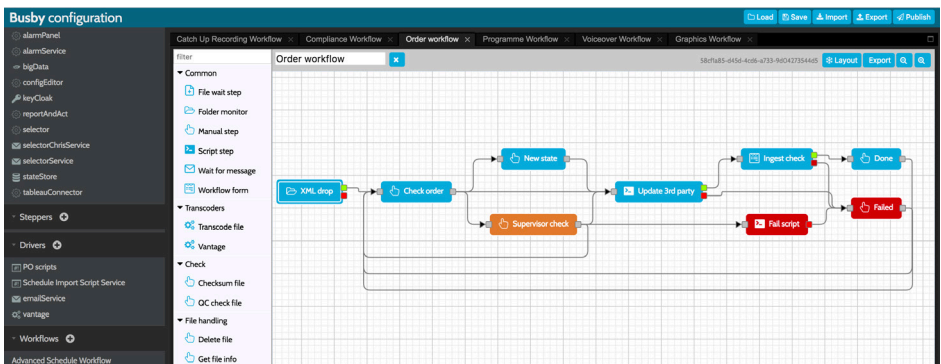 Busby configuration
Load Save Import Export Publish
alarmPanel
alarmService
bigData
configEditor
keyCloak
reportAndAct
selector
selectorChrisService
selectorService
stateStore
tableauConnector
Steppers
Drivers
PO scripts
Schedule Import Script Service
emailService
vantage
Workflows
Advanced Schedule Workflow
Catch Up Recording Workflow × Compliance Workflow × Order workflow × Programme Workflow × Voiceover Workflow × Graphics Workflow ×
filter
Common
File wait step
Folder monitor
Manual step
Script step
Wait for message
Workflow form
Transcoders
Transcode file
Vantage
Check
Checksum file
QC check file
File handling
Delete file
Get file info
Order workflow ×
58cf1a85-d45d-4cd6-a733-9d04273544d5 Layout Export
New state Ingest check Done
XML drop Check order Update 3rd party
Supervisor check Fail script Failed